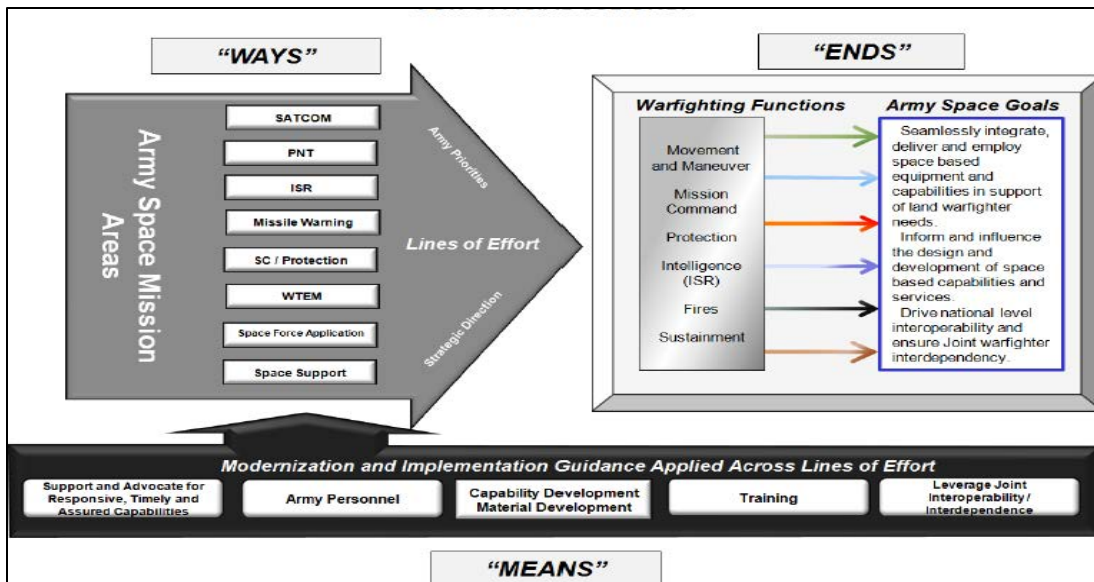 “WAYS”
Army Space Mission
Areas
SATCOM
PNT
ISR
Missile Warning
SC / Protection
WTEM
Space Force Application
Space Support
Army Priorities
Lines of Effort
Strategic Direction
“ENDS”
Warfighting Functions
Movement
and Maneuver
Mission
Command
Protection
Intelligence
(ISR)
Fires
Sustainment
Army Space Goals
Seamlessly integrate,
deliver and employ
space based
equipment and
capabilities in support
of land warfighter
needs.
Inform and influence
the design and
development of space
based capabilities and
services.
Drive national level
interoperability and
ensure Joint warfighter
interdependency.
Modernization and Implementation Guidance Applied Across Lines of Effort
Support and Advocate for
Responsive, Timely and
Assured Capabilities
Army Personnel
Capability Development
Material Development
Training
Leverage Joint
Interoperability /
Interdependence
“MEANS”